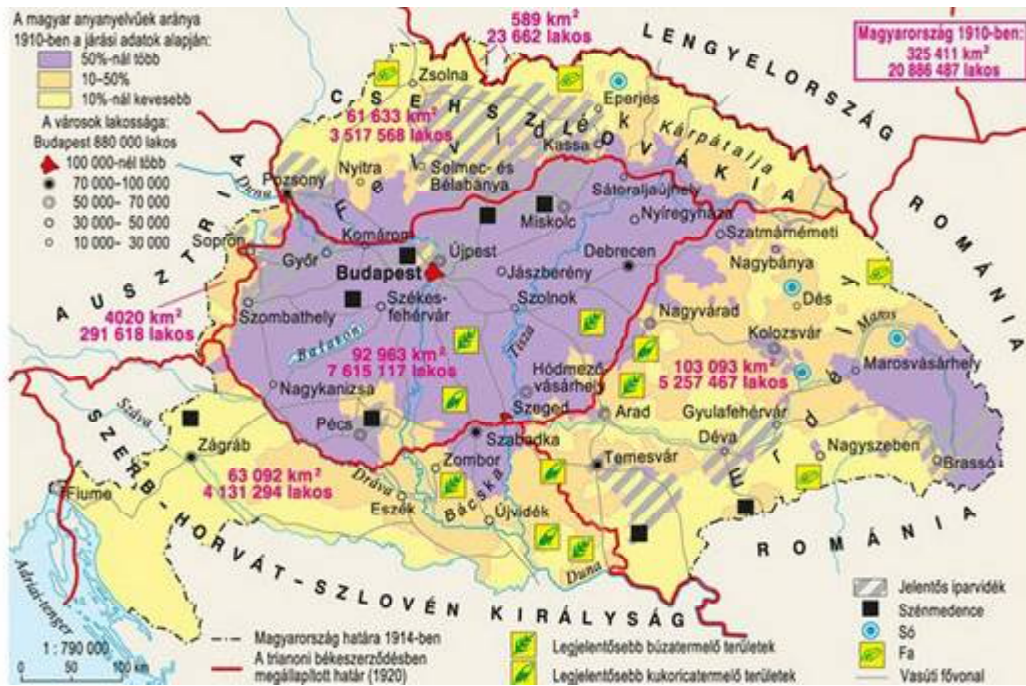 A magyar anyanyelvűek aránya
1910-ben a járási adatok alapján:
50%-nál több
10–50%
10%-nál kevesebb
A városok lakossága:
Budapest 880 000 lakos
100 000-nél több
70 000–100 000
50 000– 70 000
30 000– 50 000
10 000– 30 000
589 km²
23 662 lakos
Magyarország 1910-ben:
325 411 km²
20 886 487 lakos
LENGYELORSZÁG
CSEHSZLOVÁKIA
Felvidék
Kárpátalja
ROMÁNIA
AUSZTRIA
Zsolna
Eperjes
61 633 km²
3 517 568 lakos
Kassa
Nyitra
Selmec- és
Bélabánya
Pozsony
Duna
Sátoraljaújhely
Miskolc
Nyíregyháza
Szatmárnémeti
Sopron
Komárom
Győr
Újpest
Budapest
Debrecen
Nagybánya
Jászberény
Dés
4020 km²
291 618 lakos
Szombathely
Székes-
fehérvár
Szolnok
Nagyvárad
Kolozsvár
Maros
Balaton
Tisza
Marosvásárhely
92 963 km²
7 615 117 lakos
103 093 km²
5 257 467 lakos
Nagykanizsa
Hódmező-
vásárhely
Szeged
Arad
Gyulafehérvár
Déva
Erdély
Pécs
Szabadka
Nagyszeben
Brassó
Száva
Zágráb
Zombor
Temesvár
63 092 km²
4 131 294 lakos
Dráva
Eszék
Bácska
Újvidék
Fiume
Duna
ROMÁNIA
SZERB-HORVÁT-SZLOVÉN KIRÁLYSÁG
Adriai-tenger
1 : 790 000
0 50 100 km
Magyarország határa 1914-ben
A trianoni békeszerződésben
megállapított határ (1920)
Legjelentősebb búzatermelő területek
Legjelentősebb kukoricatermelő területek
Jelentős iparvidék
Szénmedence
Só
Fa
Vasúti fővonal